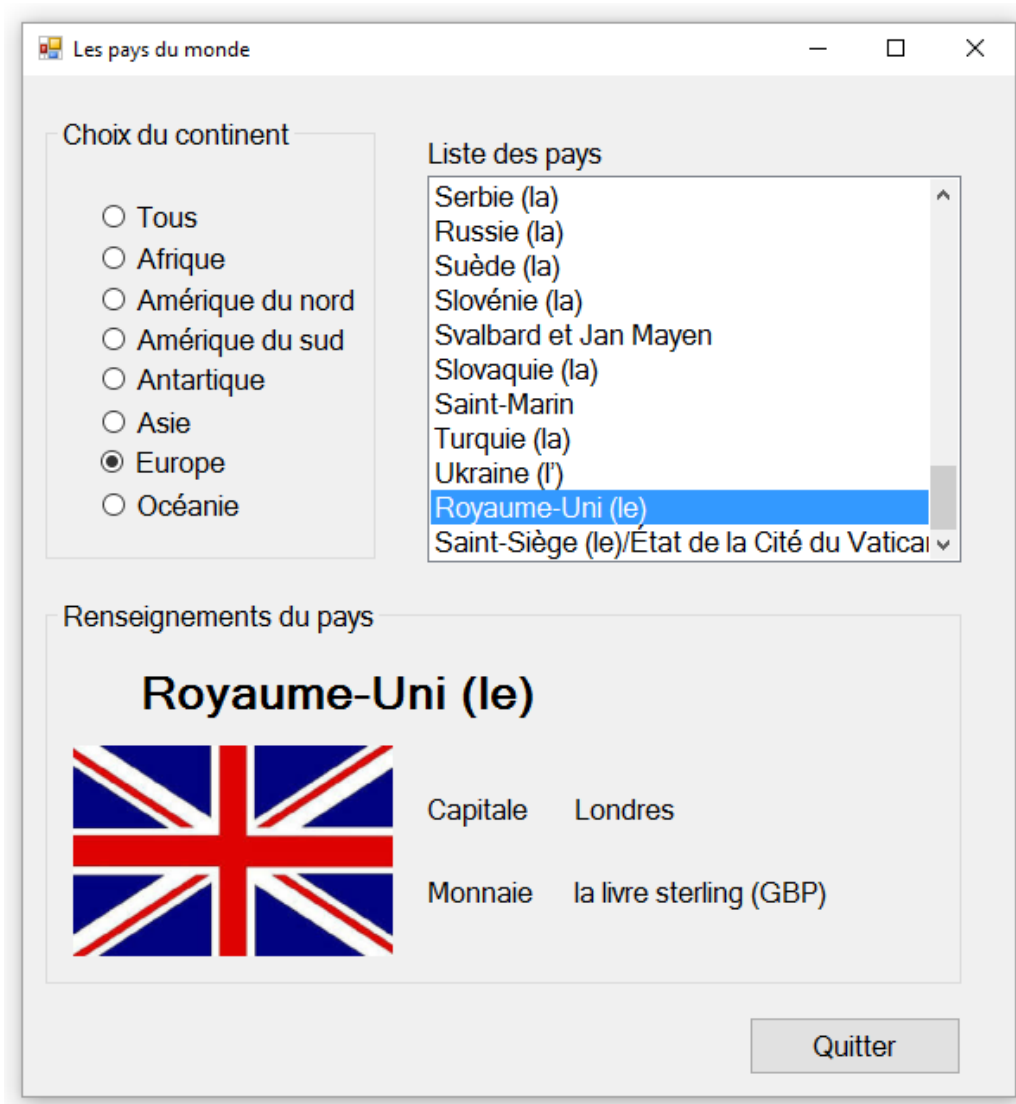 Les pays du monde
Choix du continent
Tous
Afrique
Amérique du nord
Amérique du sud
Antartique
Asie
Europe
Océanie
Liste des pays
Serbie (la)
Russie (la)
Suède (la)
Slovénie (la)
Svalbard et Jan Mayen
Slovaquie (la)
Saint-Marin
Turquie (la)
Ukraine (l’)
Royaume-Uni (le)
Saint-Siège (le)/État de la Cité du Vatican
Renseignements du pays
Royaume-Uni (le)
Capitale Londres
Monnaie la livre sterling (GBP)
Quitter